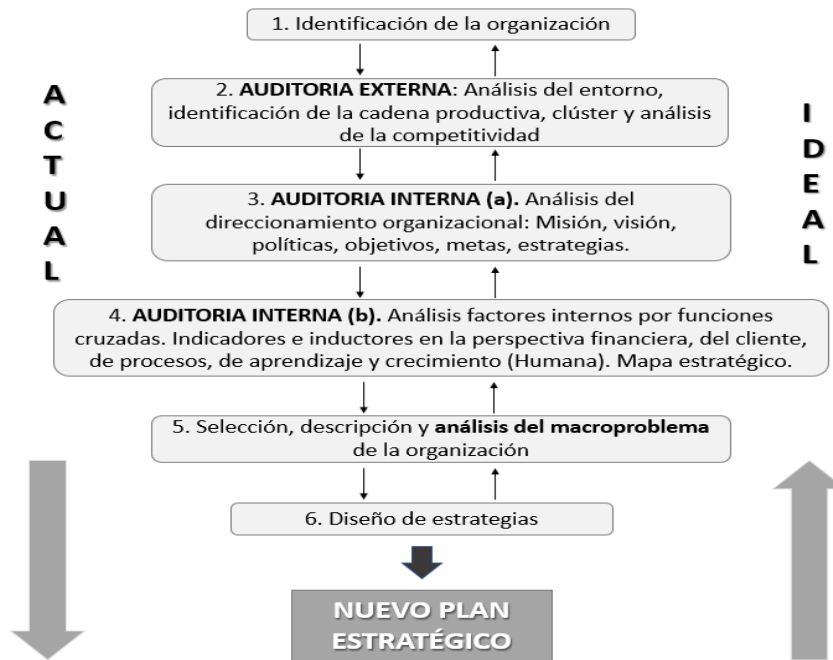 1. Identificación de la organización
2. AUDITORIA EXTERNA: Análisis del entorno,
identificación de la cadena productiva, clúster y análisis
de la competitividad
3. AUDITORIA INTERNA (a). Análisis del
direccionamiento organizacional: Misión, visión,
políticas, objetivos, metas, estrategias.
4. AUDITORIA INTERNA (b). Análisis factores internos por funciones
cruzadas. Indicadores e inductores en la perspectiva financiera, del cliente,
de procesos, de aprendizaje y crecimiento (Humana). Mapa estratégico.
5. Selección, descripción y análisis del macroproblema
de la organización
6. Diseño de estrategias
NUEVO PLAN
ESTRATÉGICO
ACTUAL
IDEAL